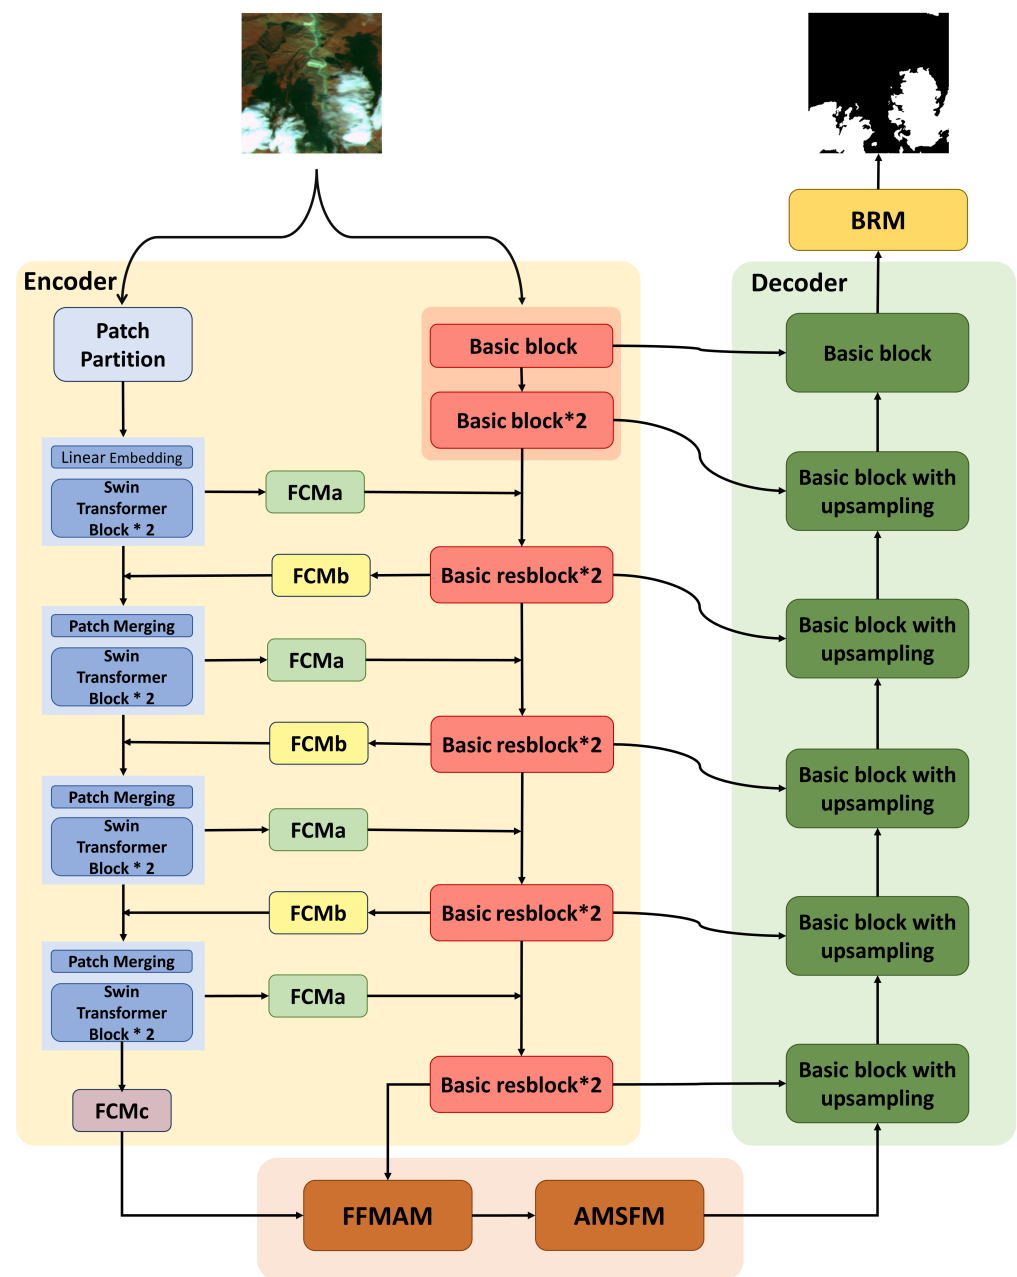 BRM
Encoder
Decoder
Patch
Partition
Basic block
Basic block
Basic block*2
Linear Embedding
Swin
Transformer
Block * 2
FCMa
Basic block with
upsampling
FCMb
Basic resblock*2
Patch Merging
Swin
Transformer
Block * 2
FCMa
Basic block with
upsampling
FCMb
Basic resblock*2
Patch Merging
Swin
Transformer
Block * 2
FCMa
Basic block with
upsampling
FCMb
Basic resblock*2
Patch Merging
Swin
Transformer
Block * 2
FCMa
Basic block with
upsampling
FCMc
Basic resblock*2
Basic block with
upsampling
FFMAM
AMSFM